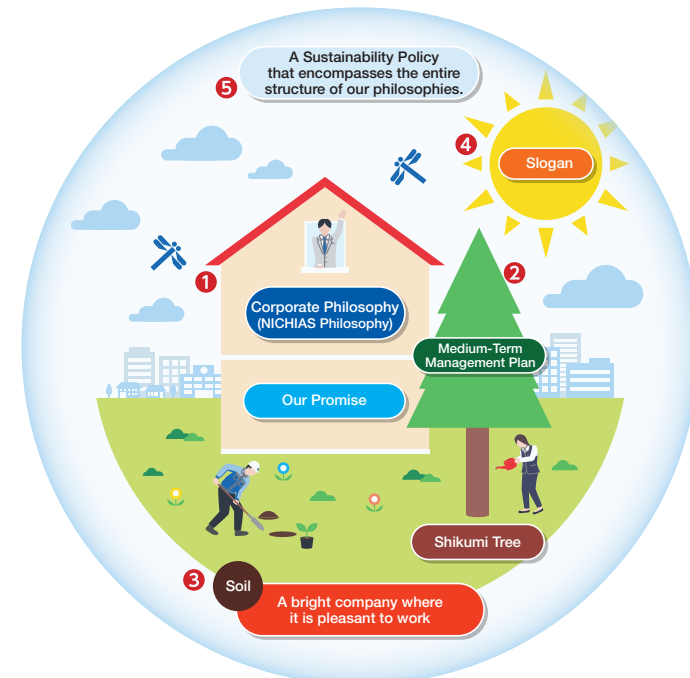 A Sustainability Policy
that encompasses the entire
structure of our philosophies.
5
4
Slogan
1
2
Corporate Philosophy
(NICHIAS Philosophy)
Medium-Term
Management Plan
Our Promise
Shikumi Tree
3
Soil
A bright company where
it is pleasant to work